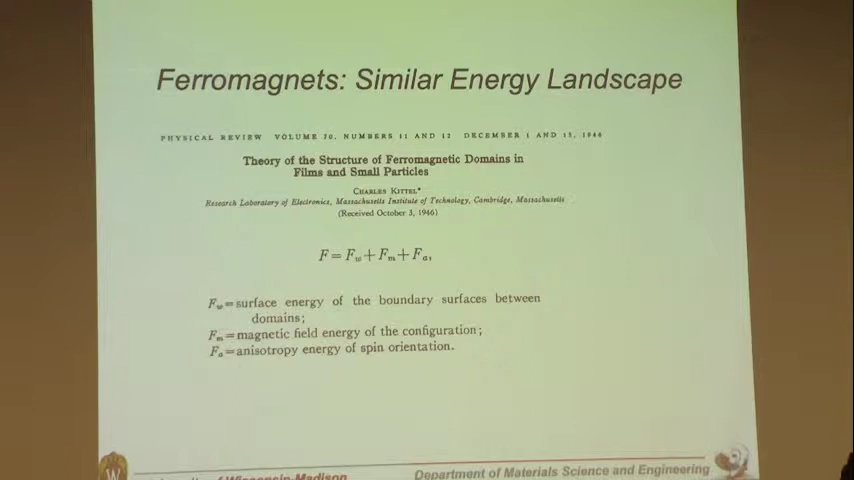 Ferromagnets: Similar Energy Landscape
PHYSICAL REVIEW VOLUME 70, NUMBERS 11 AND 12 DECEMBER 1 AND 15, 1946
Theory of the Structure of Ferromagnetic Domains in
Films and Small Particles
CHARLES KITTEL*
Research Laboratory of Electronics, Massachusetts Institute of Technology, Cambridge, Massachusetts
(Received October 3, 1946)
F=Fw+Fm+Fa,
Fw=surface energy of the boundary surfaces between
domains;
Fm=magnetic field energy of the configuration;
Fa=anisotropy energy of spin orientation.
W
of Wisconsin-Madison
Department of Materials Science and Engineering